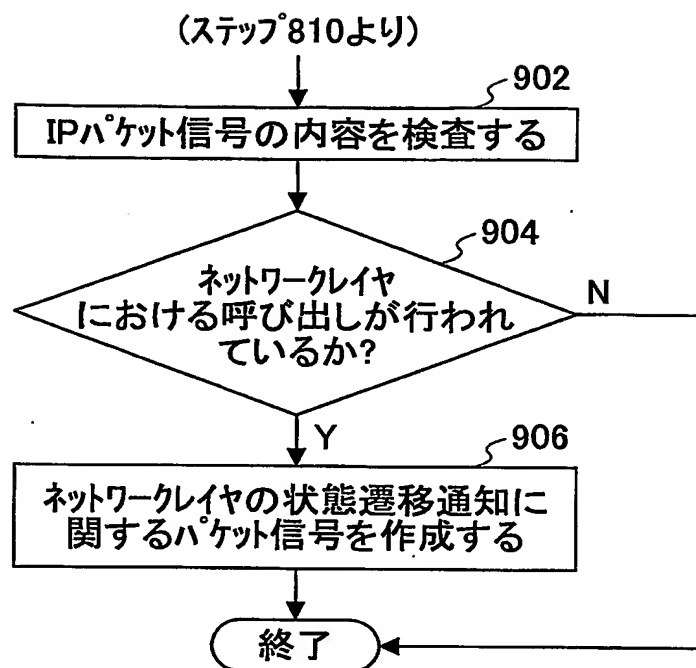 (ステップ810より)
902
IPパケット信号の内容を検査する
904
ネットワークレイヤ
における呼び出しが行われ
ているか?
N
Y
906
ネットワークレイヤの状態遷移通知に
関するパケット信号を作成する
終了